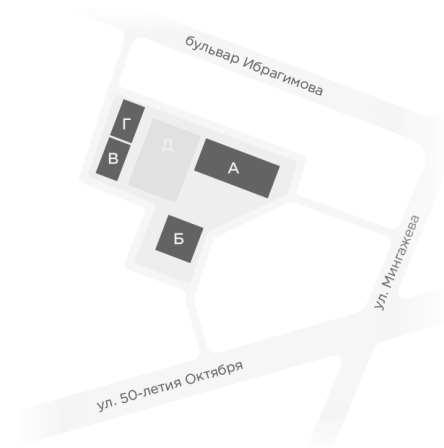 бульвар Ибрагимова
Г
Д
В
А
Б
ул. Мингажева
ул. 50-летия Октября